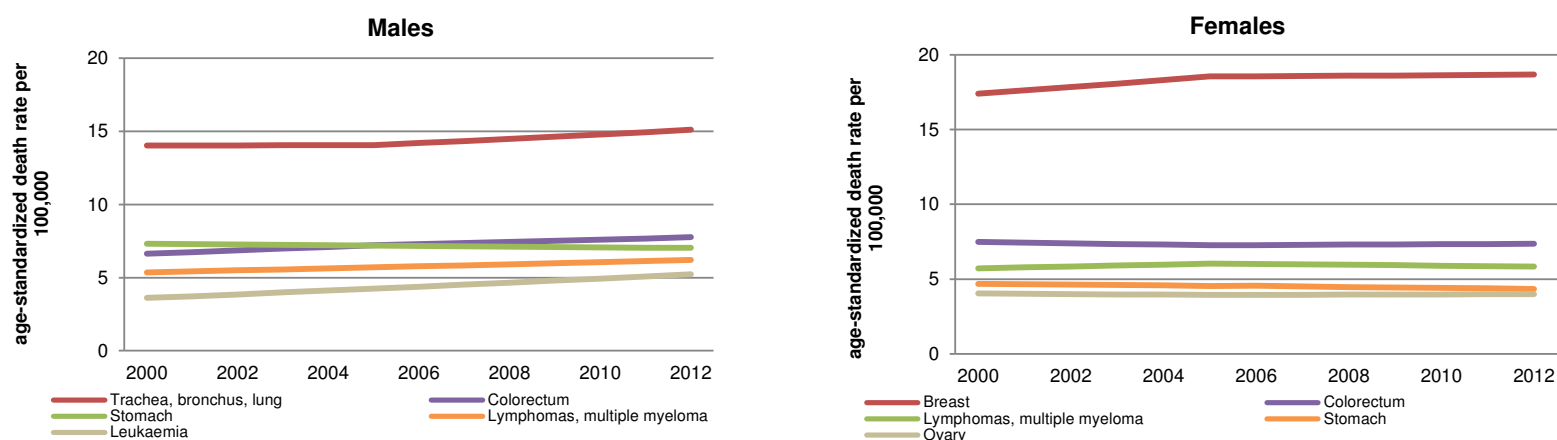 Males
age-standardized death rate per
100,000
20
15
10
5
0
2000 2002 2004 2006 2008 2010 2012
Trachea, bronchus, lung
Colorectum
Stomach
Lymphomas, multiple myeloma
Leukaemia
Females
age-standardized death rate per
100,000
20
15
10
5
0
2000 2002 2004 2006 2008 2010 2012
Breast
Colorectum
Lymphomas, multiple myeloma
Stomach
Ovary